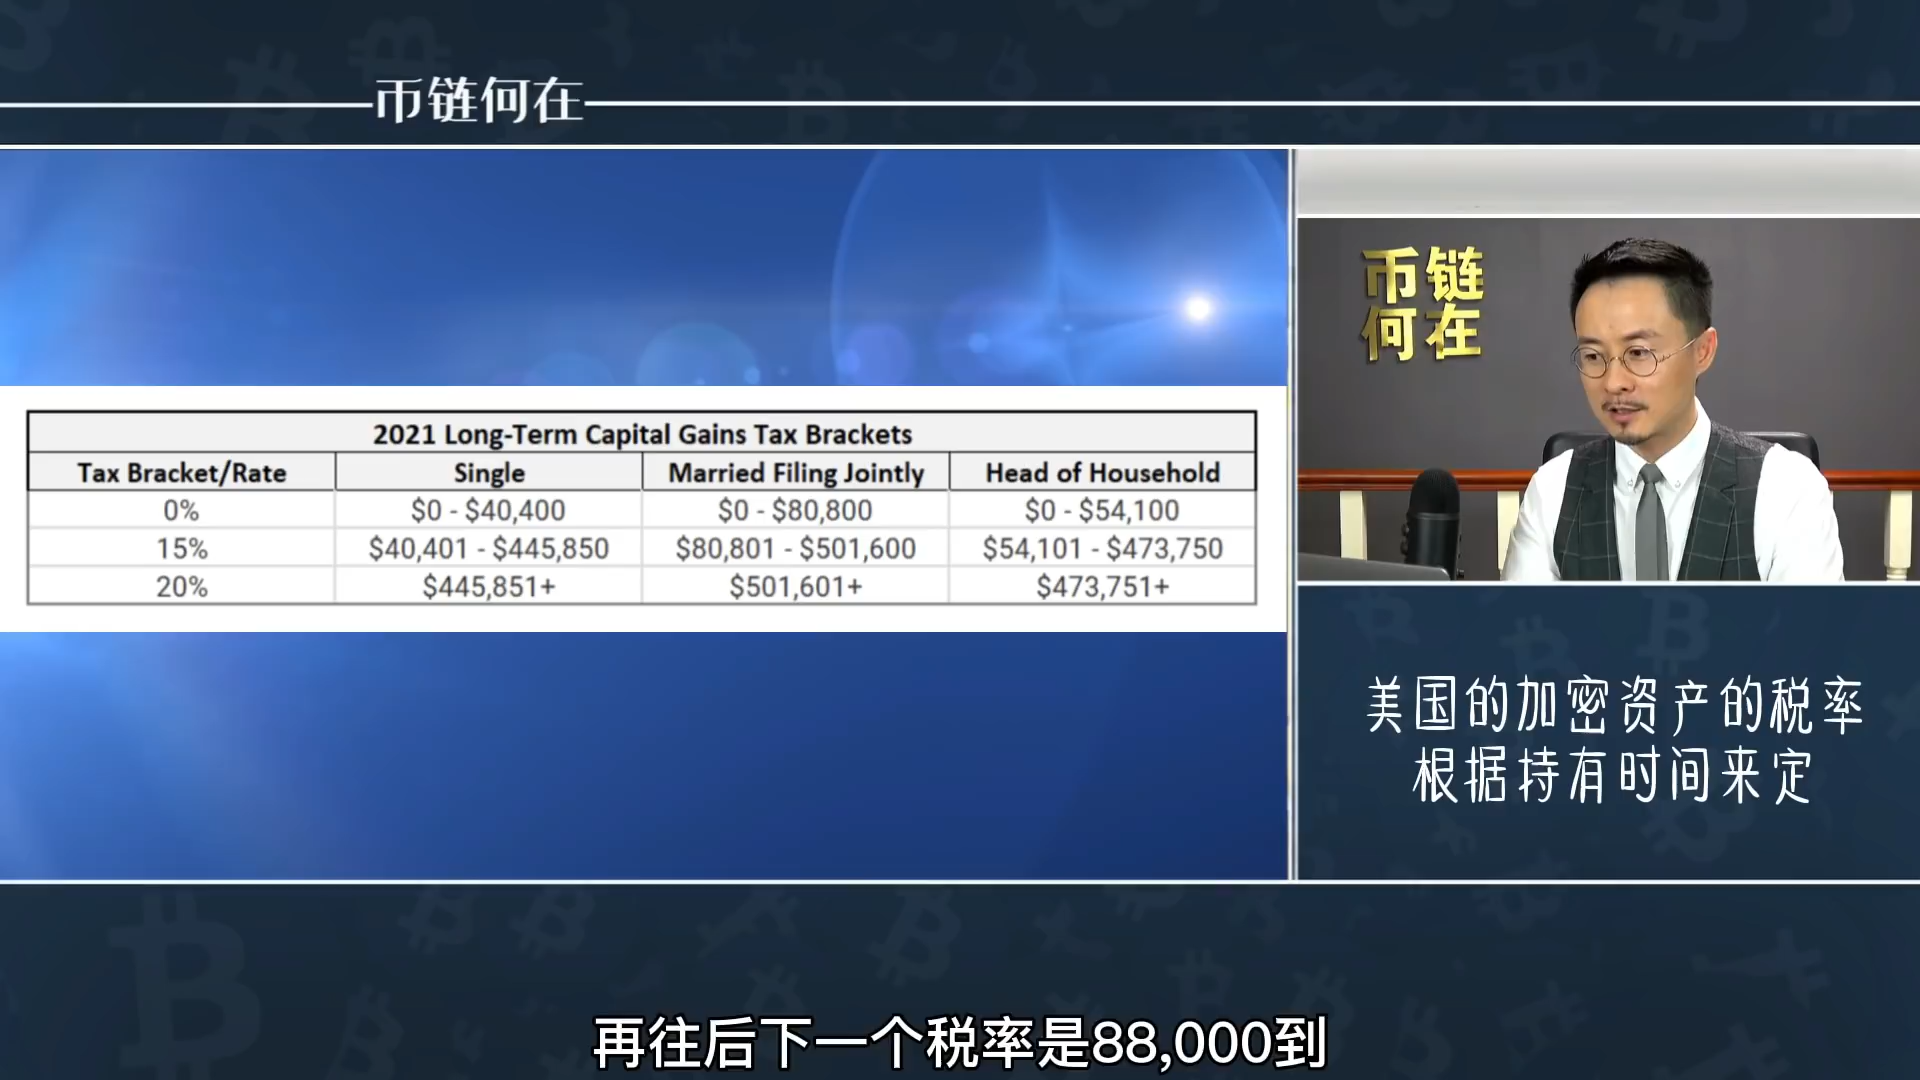 币链何在
2021 Long-Term Capital Gains Tax Brackets
Tax Bracket/Rate Single Married Filing Jointly Head of Household
0% $0 - $40,400 $0 - $80,800 $0 - $54,100
15% $40,401 - $445,850 $80,801 - $501,600 $54,101 - $473,750
20% $445,851+ $501,601+ $473,751+
币链
何在
美国的加密资产的税率
根据持有时间来定
再往后下一个税率是88,000到